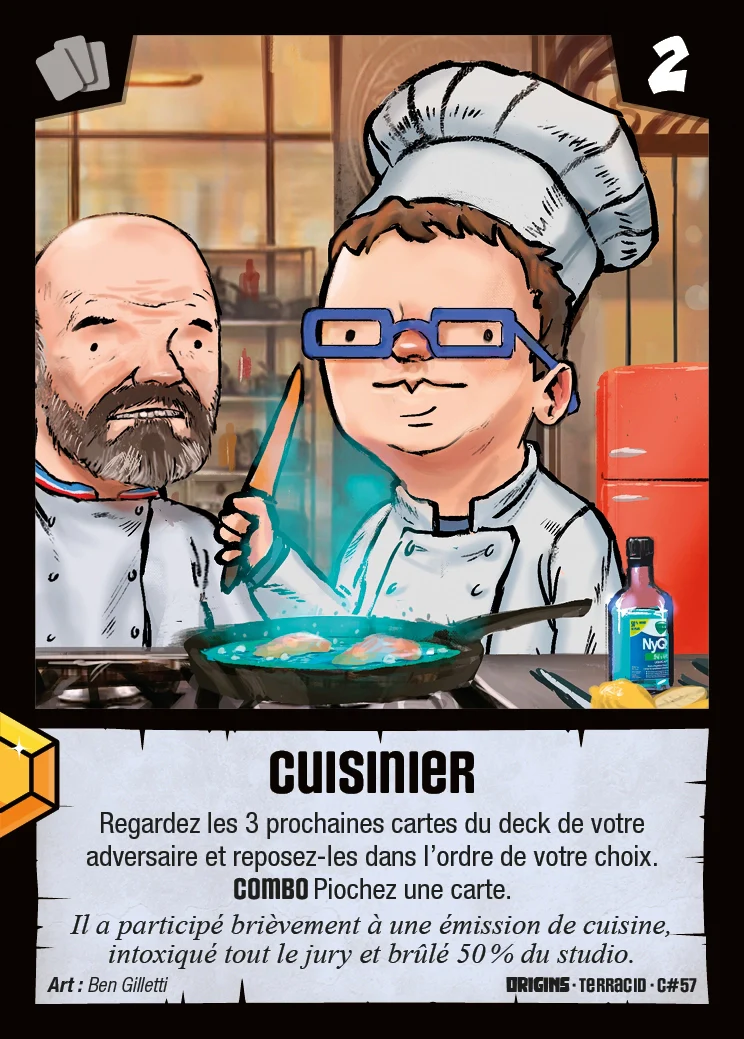 2
NyQ
CUISINIER
Regardez les 3 prochaines cartes du deck de votre
adversaire et reposez-les dans l’ordre de votre choix.
COMBO Piochez une carte.
Il a participé brièvement à une émission de cuisine,
intoxiqué tout le jury et brûlé 50 % du studio.
Art : Ben Gilletti
ORIGINS · TERRACID · C#57